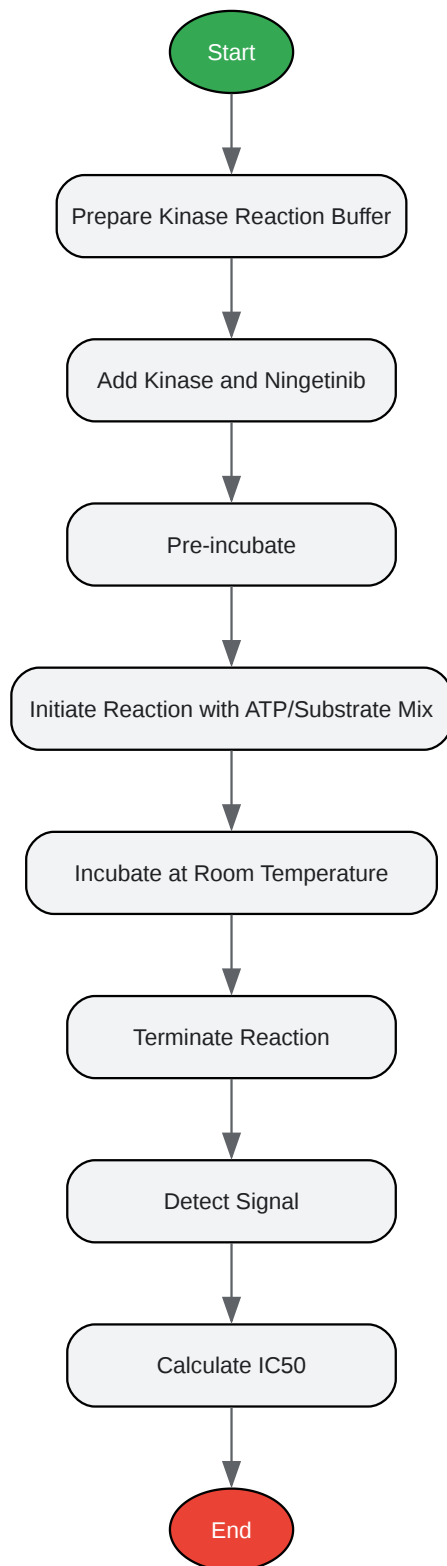 Start
Prepare Kinase Reaction Buffer
Add Kinase and Ningetinib
Pre-incubate
Initiate Reaction with ATP/Substrate Mix
Incubate at Room Temperature
Terminate Reaction
Detect Signal
Calculate IC50
End